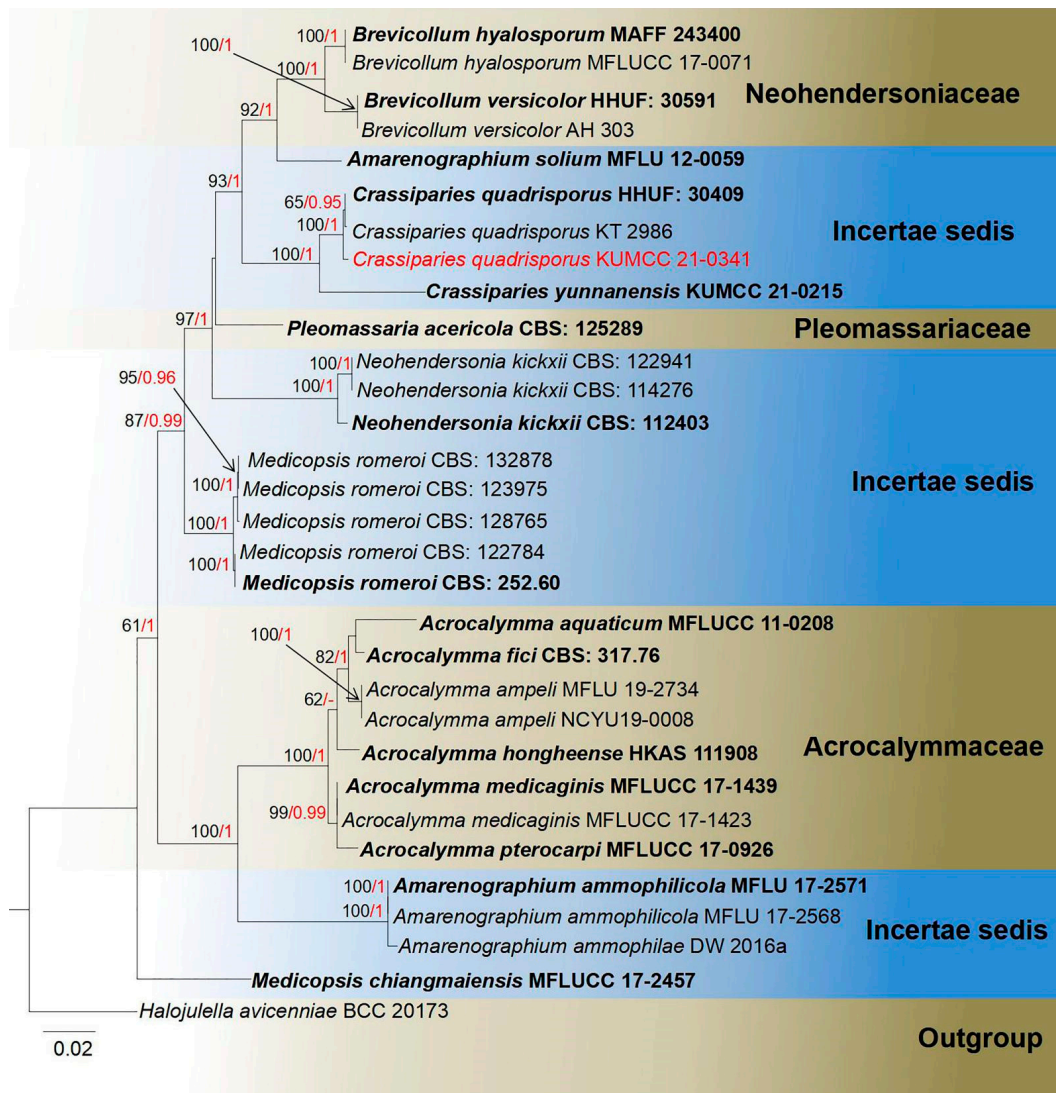 100/1
Brevicollum hyalosporum MAFF 243400
100/1
Brevicollum hyalosporum MFLUCC 17-0071
100/1
Brevicollum versicolor HHUF: 30591
Neohendersoniaceae
92/1
Brevicollum versicolor AH 303
Amarenographium solium MFLU 12-0059
93/1
65/0.95
Crassiparies quadrisporus HHUF: 30409
100/1
Crassiparies quadrisporus KT 2986
Incertae sedis
100/1
Crassiparies quadrisporus KUMCC 21-0341
Crassiparies yunnanensis KUMCC 21-0215
97/1
Pleomassaria acericola CBS: 125289
Pleomassariaceae
100/1
Neohendersonia kickxii CBS: 122941
95/0.96
100/1
Neohendersonia kickxii CBS: 114276
87/0.99
Neohendersonia kickxii CBS: 112403
Medicopsis romeroi CBS: 132878
100/1
Medicopsis romeroi CBS: 123975
Incertae sedis
100/1
Medicopsis romeroi CBS: 128765
Medicopsis romeroi CBS: 122784
100/1
Medicopsis romeroi CBS: 252.60
61/1
Acrocalymma aquaticum MFLUCC 11-0208
100/1
82/1
Acrocalymma fici CBS: 317.76
62/-
Acrocalymma ampeli MFLU 19-2734
Acrocalymma ampeli NCYU19-0008
100/1
Acrocalymma hongheense HKAS 111908
Acrocalymmaceae
Acrocalymma medicaginis MFLUCC 17-1439
99/0.99
Acrocalymma medicaginis MFLUCC 17-1423
100/1
Acrocalymma pterocarpi MFLUCC 17-0926
100/1
Amarenographium ammophilicola MFLU 17-2571
100/1
Amarenographium ammophilicola MFLU 17-2568
Incertae sedis
Amarenographium ammophilae DW 2016a
Medicopsis chiangmaiensis MFLUCC 17-2457
Halojulella avicenniae BCC 20173
0.02
Outgroup